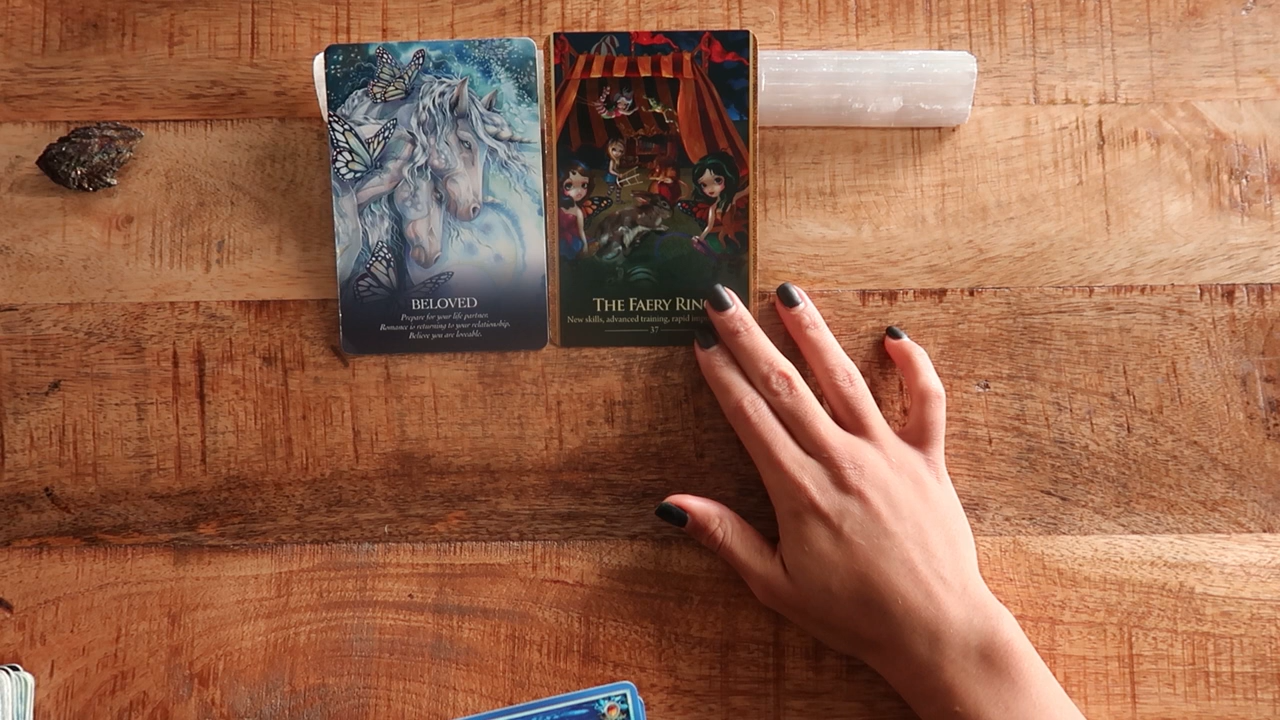 BELOVED
Prepare for your life partner.
Romance is returning to your relationship.
Believe you are loveable.
THE FAERY RING
New skills, advanced training, rapid
37